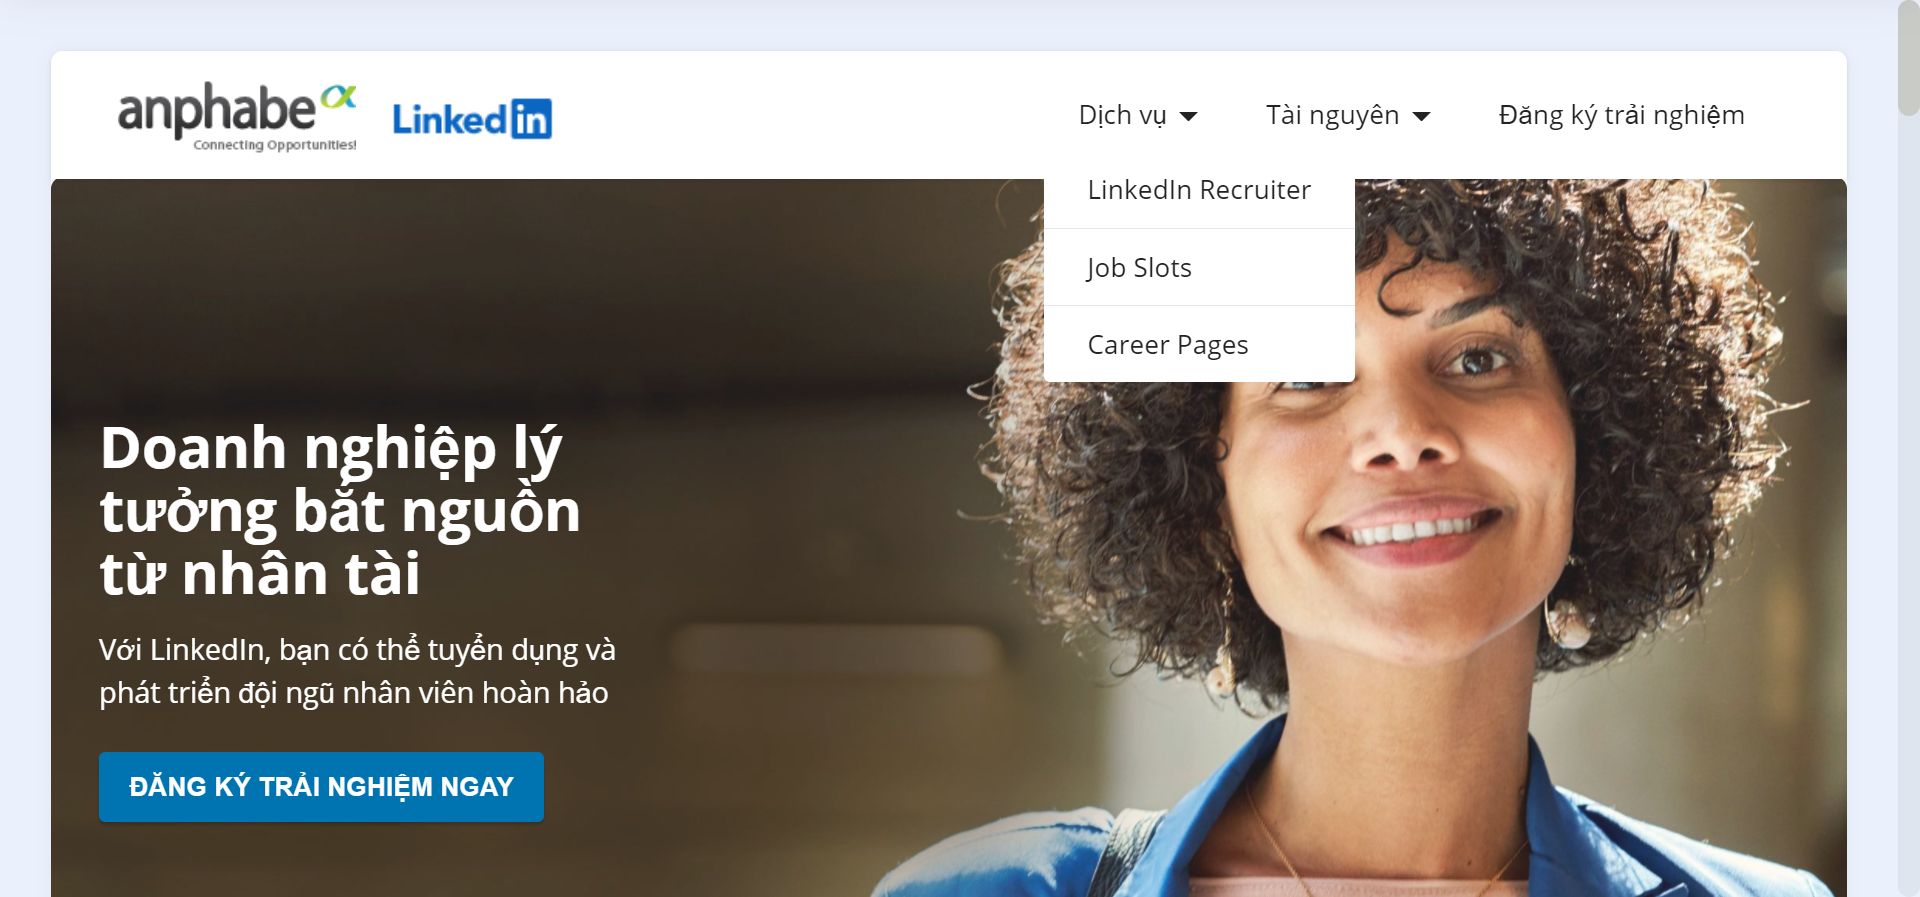 anphabe
Connecting Opportunities!
Linkedin
Dịch vụ
Tài nguyên
Đăng ký trải nghiệm
LinkedIn Recruiter
Job Slots
Career Pages
Doanh nghiệp lý
tưởng bắt nguồn
từ nhân tài
Với LinkedIn, bạn có thể tuyển dụng và
phát triển đội ngũ nhân viên hoàn hảo
ĐĂNG KÝ TRẢI NGHIỆM NGAY